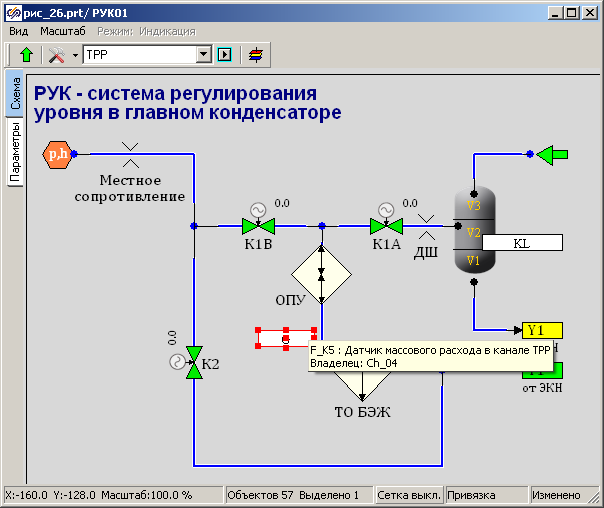 рис_26.prt/ РУК01
Вид Масштаб Режим: Индикация
TPP
Схема
Параметры
РУК - система регулирования
уровня в главном конденсаторе
p,h
Местное
сопротивление
0.0
0.0
К1В
К1А
ДШ
V3
V2
V1
KL
ОПУ
Y1
F_K5 : Датчик массового расхода в канале TPP
Владелец: Ch_04
0.0
К2
от ЭКН
ТО БЭЖ
X:-160.0 Y:-128.0 Масштаб:100.0 % Объектов 57 Выделено 1 Сетка выкл. Привязка Изменено